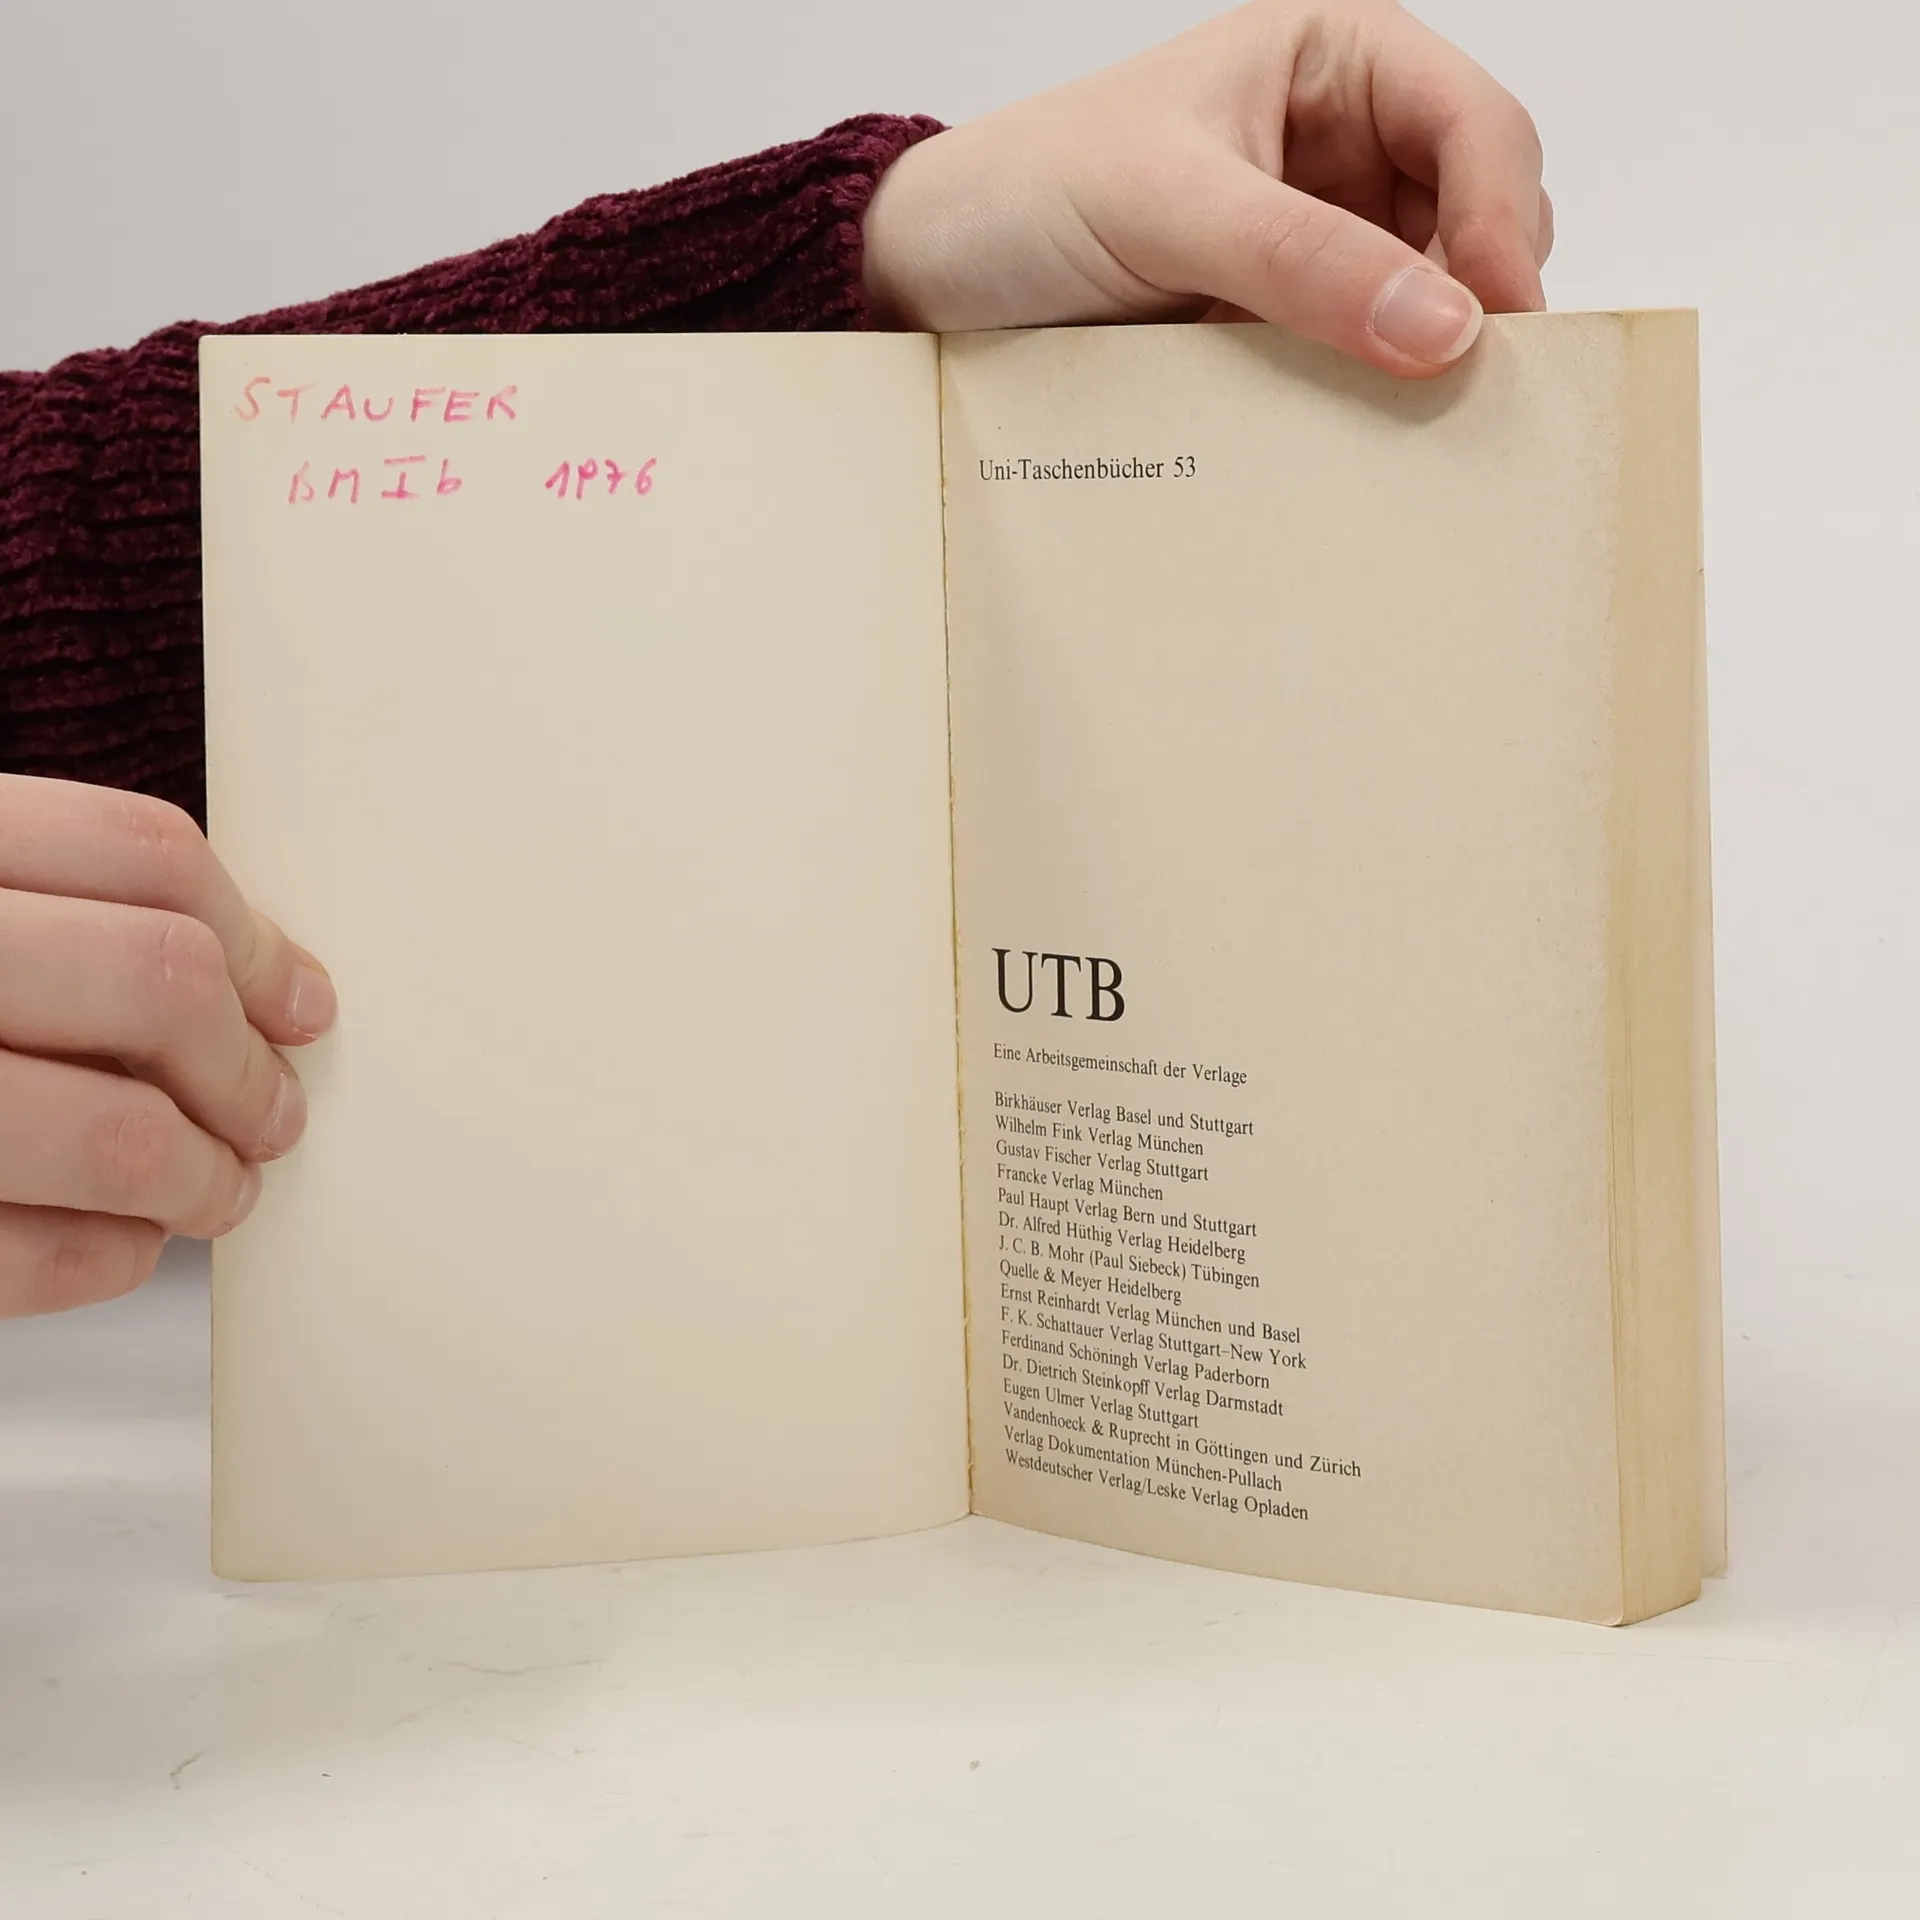 STAUFER
BM Ib 1976
Uni-Taschenbücher 53
UTB
Eine Arbeitsgemeinschaft der Verlage
Birkhäuser Verlag Basel und Stuttgart
Wilhelm Fink Verlag München
Gustav Fischer Verlag Stuttgart
Francke Verlag München
Paul Haupt Verlag Bern und Stuttgart
Dr. Alfred Hüthig Verlag Heidelberg
J. C. B. Mohr (Paul Siebeck) Tübingen
Quelle & Meyer Heidelberg
Ernst Reinhardt Verlag München und Basel
F. K. Schattauer Verlag Stuttgart–New York
Ferdinand Schöningh Verlag Paderborn
Dr. Dietrich Steinkopff Verlag Darmstadt
Eugen Ulmer Verlag Stuttgart
Vandenhoeck & Ruprecht in Göttingen und Zürich
Verlag Dokumentation München-Pullach
Westdeutscher Verlag/Leske Verlag Opladen